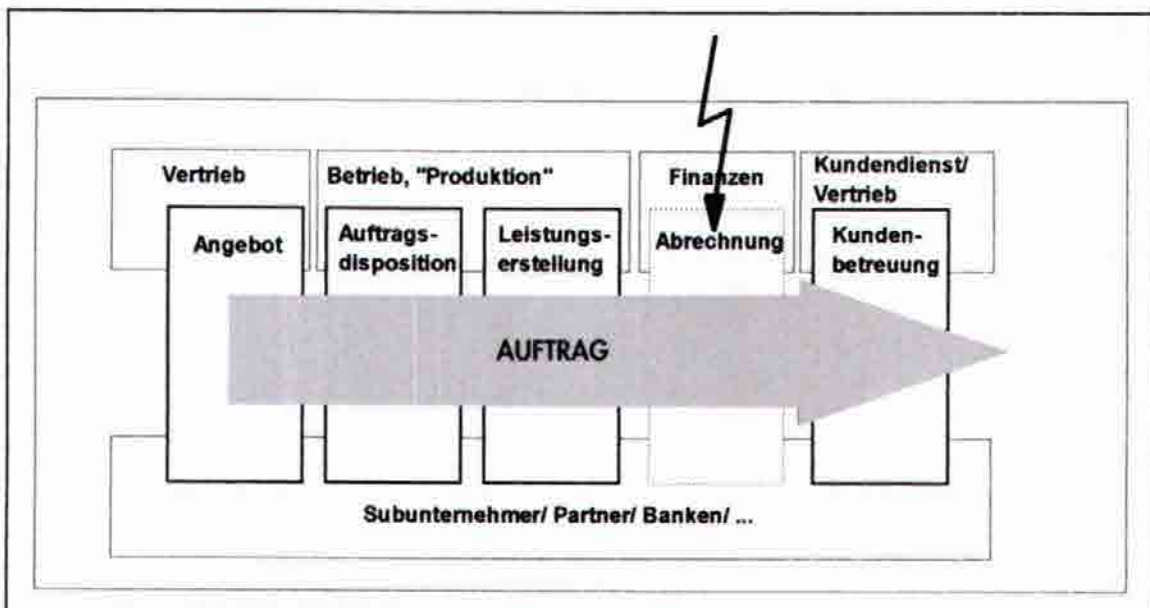 Vertrieb
Betrieb, "Produktion"
Finanzen
Kundendienst/
Vertrieb
Angebot
Auftrags-
disposition
Leistungs-
erstellung
Abrechnung
Kunden-
betreuung
AUFTRAG
Subunternehmer/ Partner/ Banken/ ...